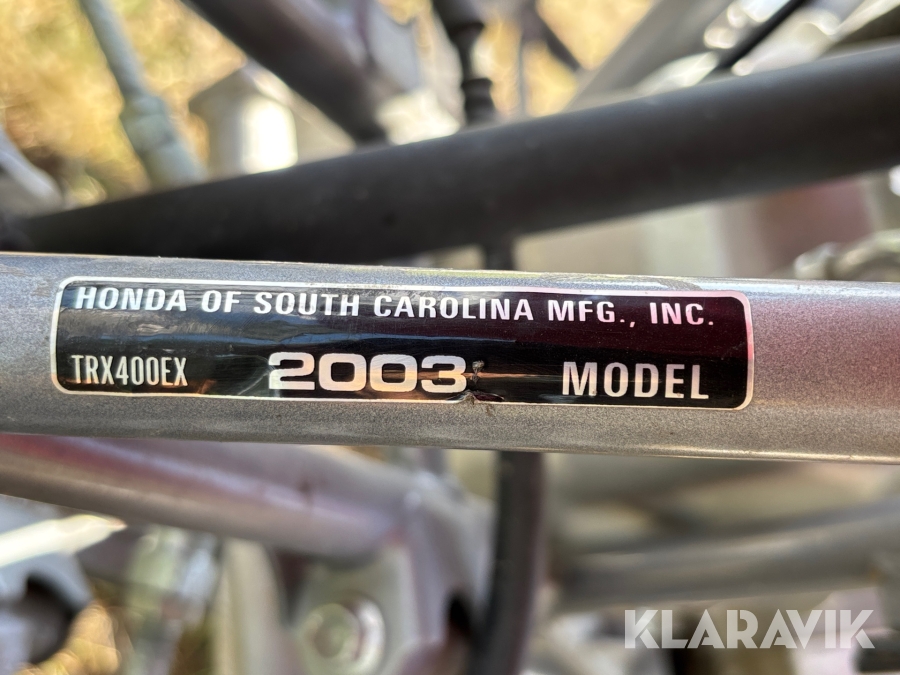 HONDA OF SOUTH CAROLINA MFG., INC.
TRX400EX 2003 MODEL
KLARAVIK